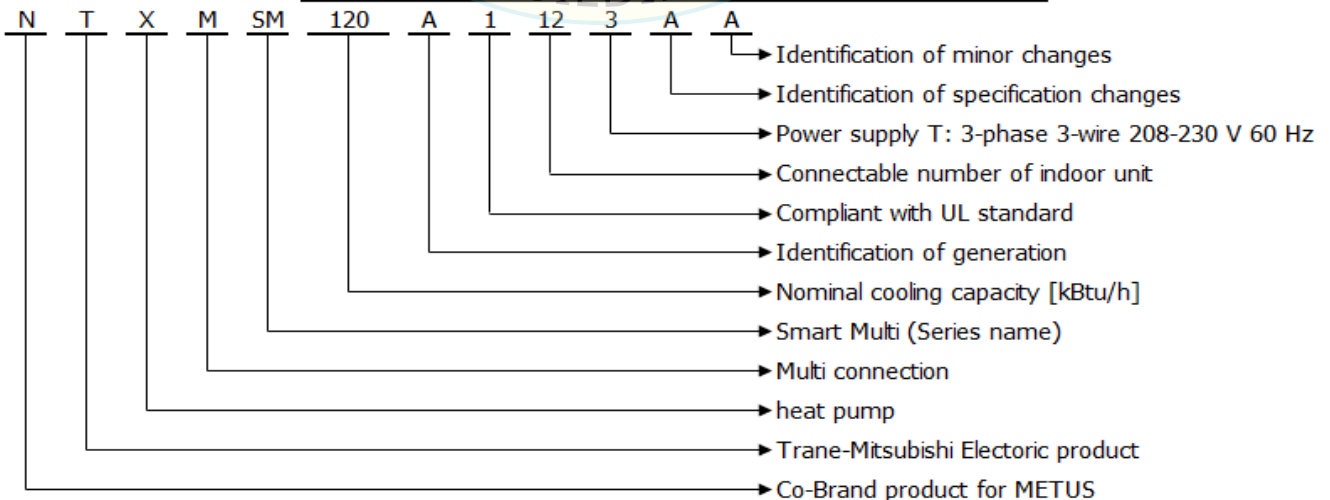 N T X M SM 120 A 1 12 3 A A
Identification of minor changes
Identification of specification changes
Power supply T: 3-phase 3-wire 208-230 V 60 Hz
Connectable number of indoor unit
Compliant with UL standard
Identification of generation
Nominal cooling capacity [kBtu/h]
Smart Multi (Series name)
Multi connection
heat pump
Trane-Mitsubishi Electoric product
Co-Brand product for METUS